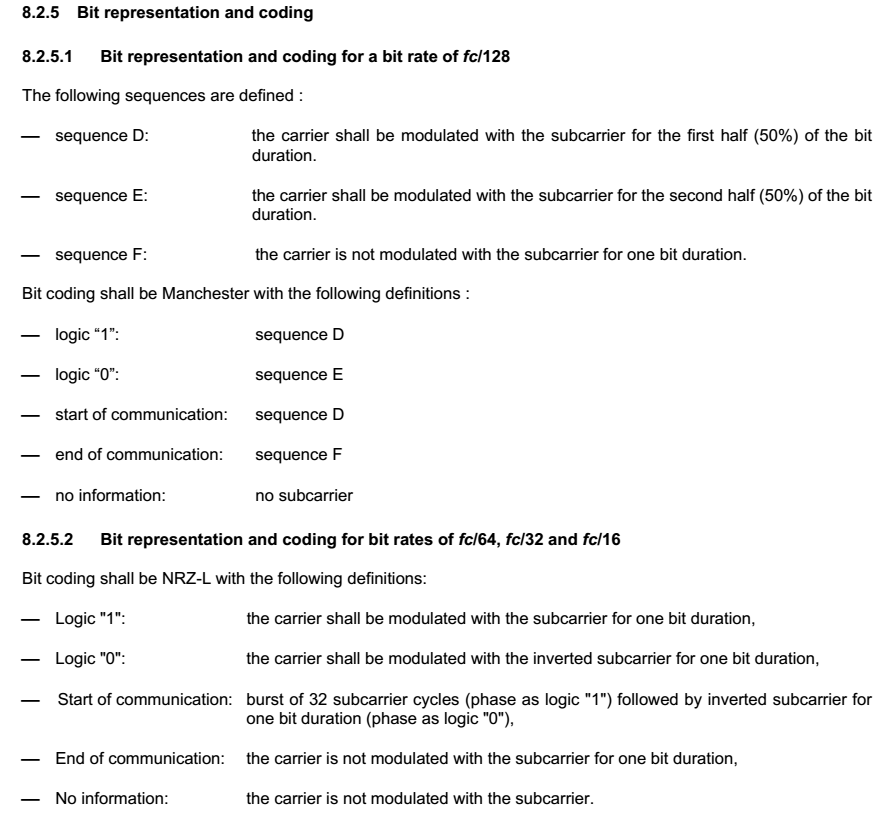 8.2.5 Bit representation and coding
8.2.5.1 Bit representation and coding for a bit rate of fc/128
The following sequences are defined :
— sequence D: the carrier shall be modulated with the subcarrier for the first half (50%) of the bit
duration.
— sequence E: the carrier shall be modulated with the subcarrier for the second half (50%) of the bit
duration.
— sequence F: the carrier is not modulated with the subcarrier for one bit duration.
Bit coding shall be Manchester with the following definitions :
— logic “1”: sequence D
— logic “0”: sequence E
— start of communication: sequence D
— end of communication: sequence F
— no information: no subcarrier
8.2.5.2 Bit representation and coding for bit rates of fc/64, fc/32 and fc/16
Bit coding shall be NRZ-L with the following definitions:
— Logic "1": the carrier shall be modulated with the subcarrier for one bit duration,
— Logic "0": the carrier shall be modulated with the inverted subcarrier for one bit duration,
— Start of communication: burst of 32 subcarrier cycles (phase as logic "1") followed by inverted subcarrier for
one bit duration (phase as logic "0"),
— End of communication: the carrier is not modulated with the subcarrier for one bit duration,
— No information: the carrier is not modulated with the subcarrier.